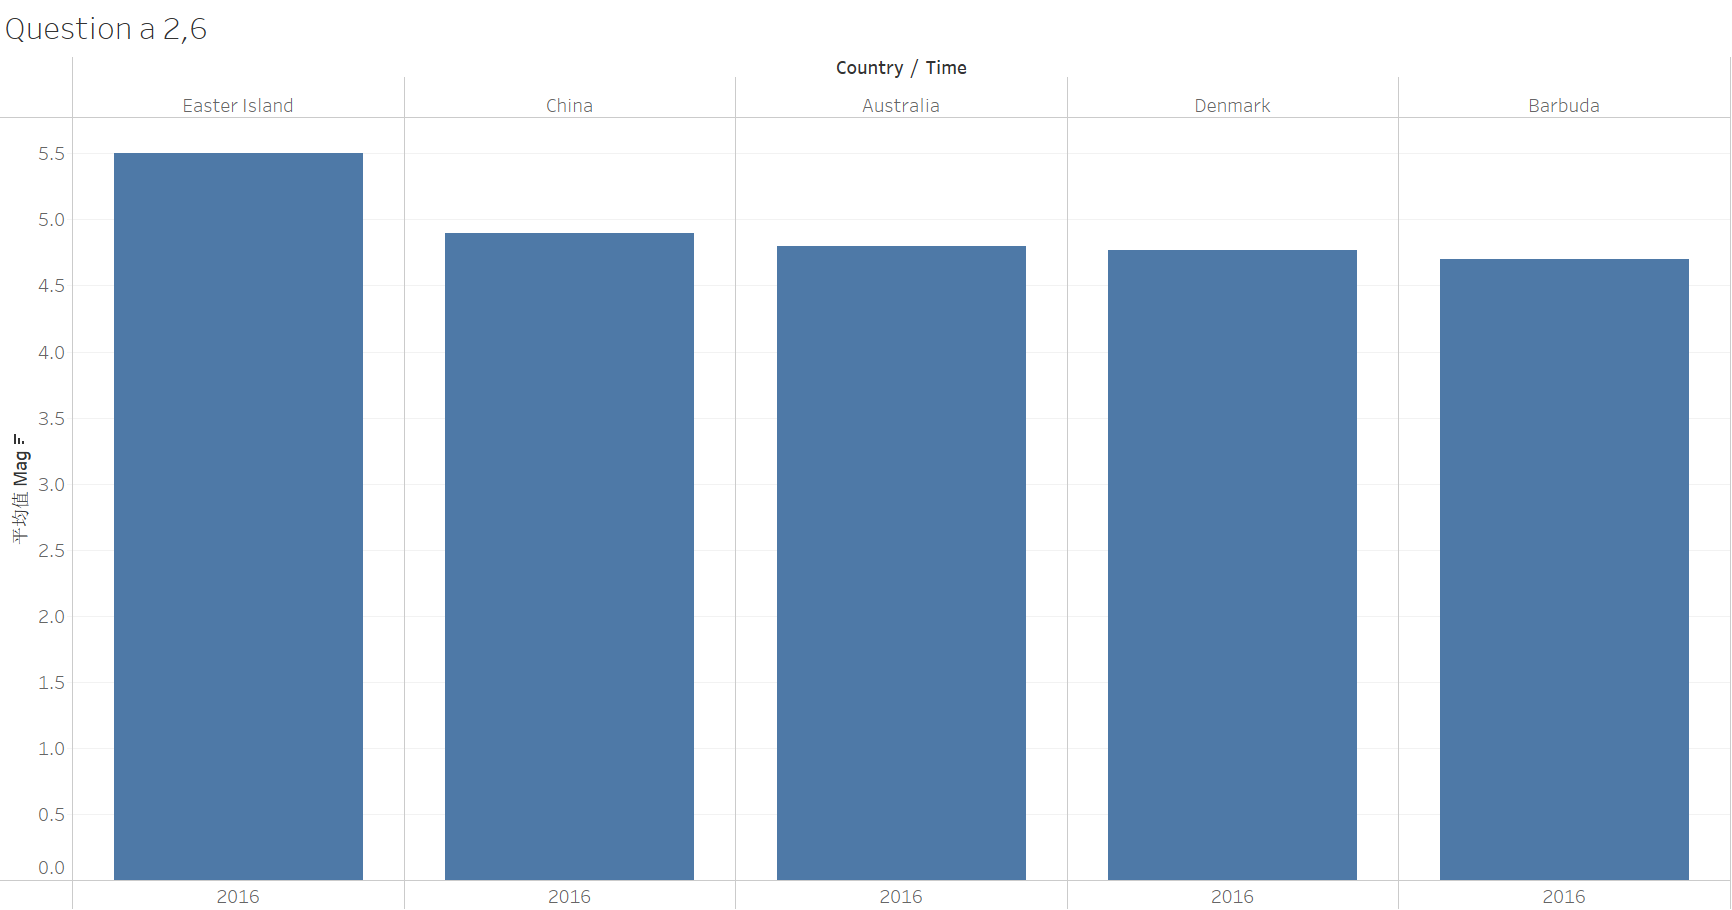 Question a 2,6
Country / Time
Easter Island China Australia Denmark Barbuda
5.5
5.0
4.5
4.0
3.5
3.0
2.5
2.0
1.5
1.0
0.5
0.0
平均值 Mag
2016 2016 2016 2016 2016